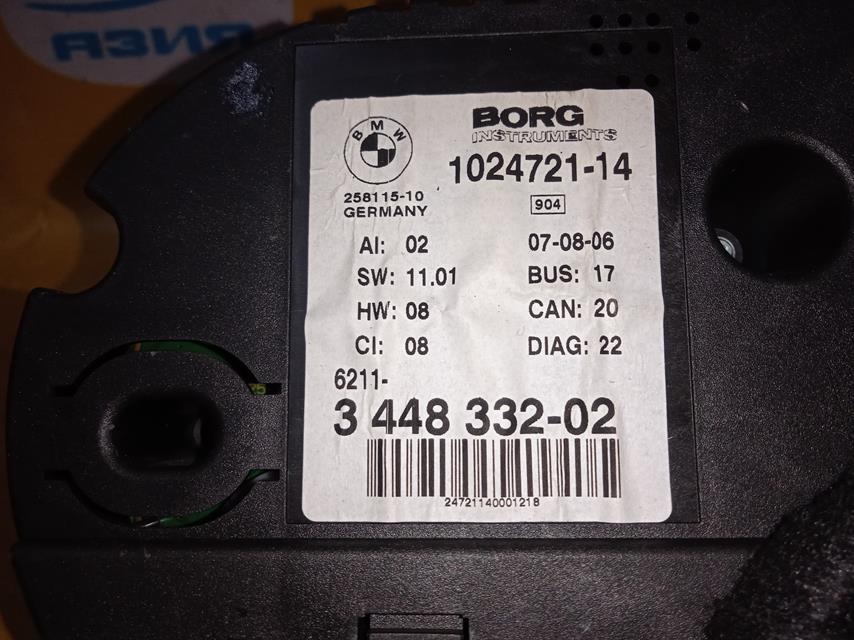 АЗИЯ
BMW
BORG
INSTRUMENTS
1024721-14
258115-10
GERMANY
904
AI: 02 07-08-06
SW: 11.01 BUS: 17
HW: 08 CAN: 20
CI: 08 DIAG: 22
6211-
3 448 332-02
24721140001218